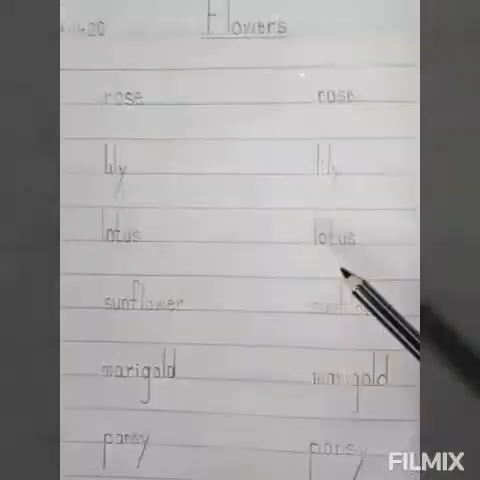 Flowers
rose rose
lily lily
lotus lotus
sunflower
marigold marigold
pansy pansy
FILMIX